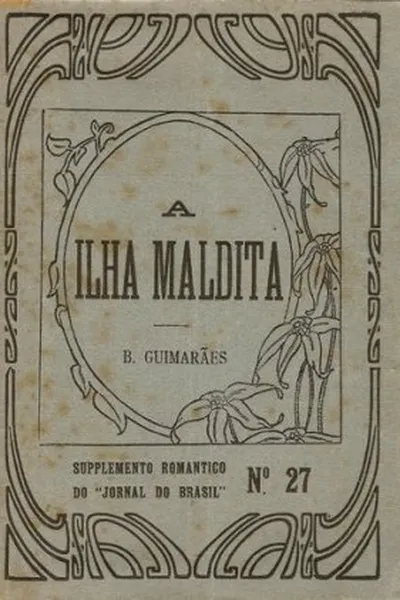 A
ILHA MALDITA
B. GUIMARÃES
SUPPLEMENTO ROMANTICO
DO "JORNAL DO BRASIL"
Nº. 27